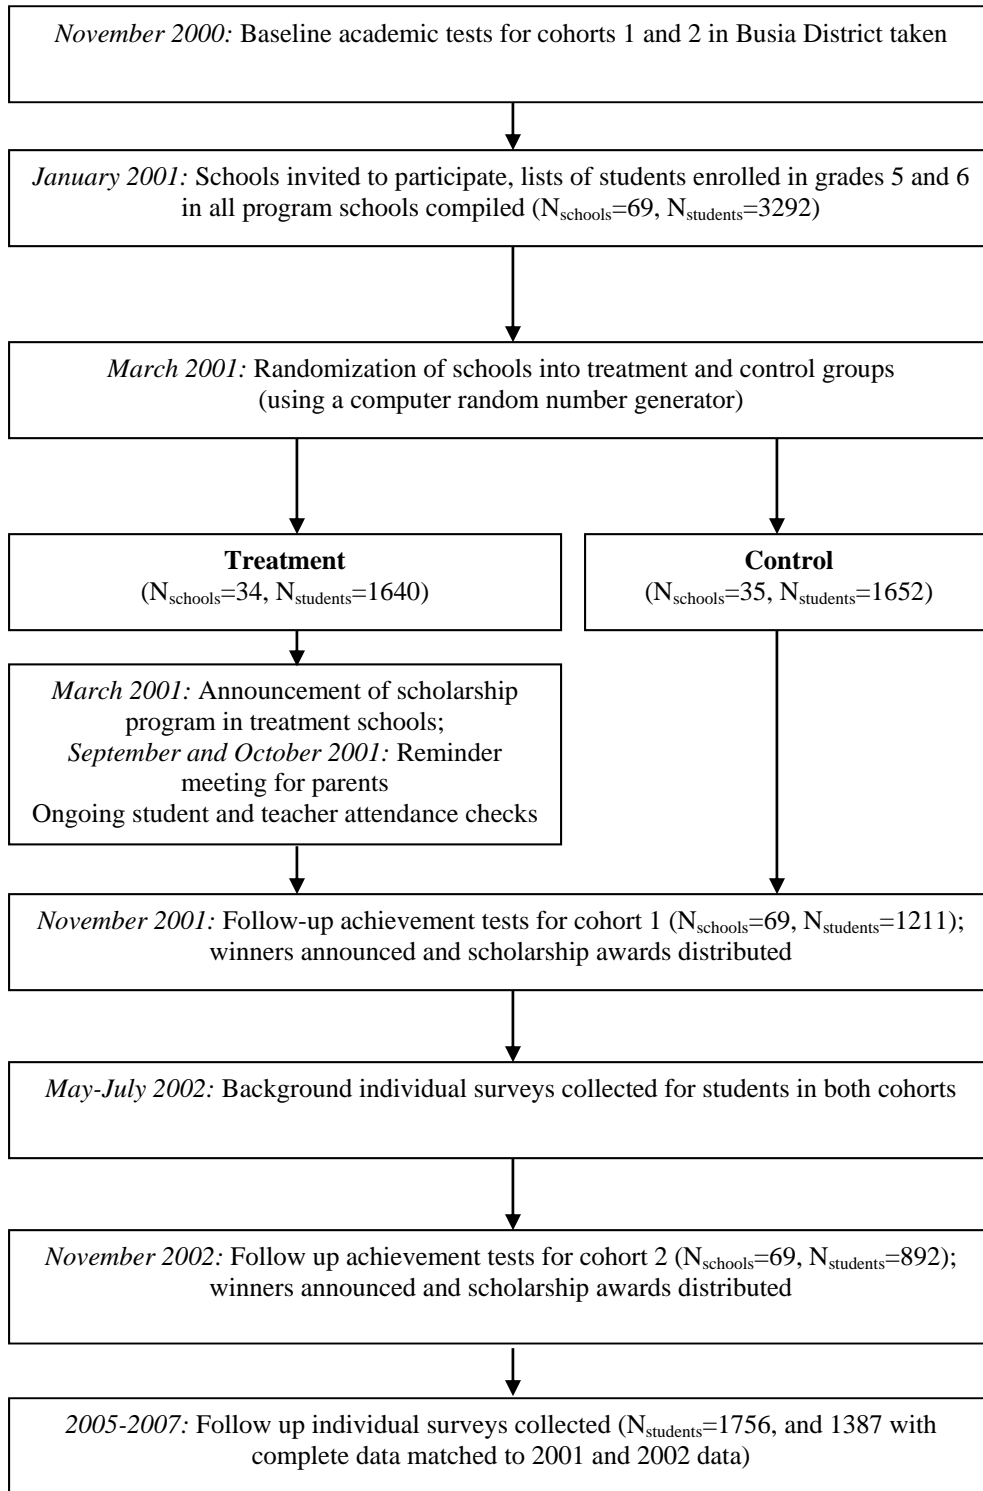 November 2000: Baseline academic tests for cohorts 1 and 2 in Busia District taken
January 2001: Schools invited to participate, lists of students enrolled in grades 5 and 6
in all program schools compiled (Nschools=69, Nstudents=3292)
March 2001: Randomization of schools into treatment and control groups
(using a computer random number generator)
Treatment
(Nschools=34, Nstudents=1640)
Control
(Nschools=35, Nstudents=1652)
March 2001: Announcement of scholarship
program in treatment schools;
September and October 2001: Reminder
meeting for parents
Ongoing student and teacher attendance checks
November 2001: Follow-up achievement tests for cohort 1 (Nschools=69, Nstudents=1211);
winners announced and scholarship awards distributed
May-July 2002: Background individual surveys collected for students in both cohorts
November 2002: Follow up achievement tests for cohort 2 (Nschools=69, Nstudents=892);
winners announced and scholarship awards distributed
2005-2007: Follow up individual surveys collected (Nstudents=1756, and 1387 with
complete data matched to 2001 and 2002 data)